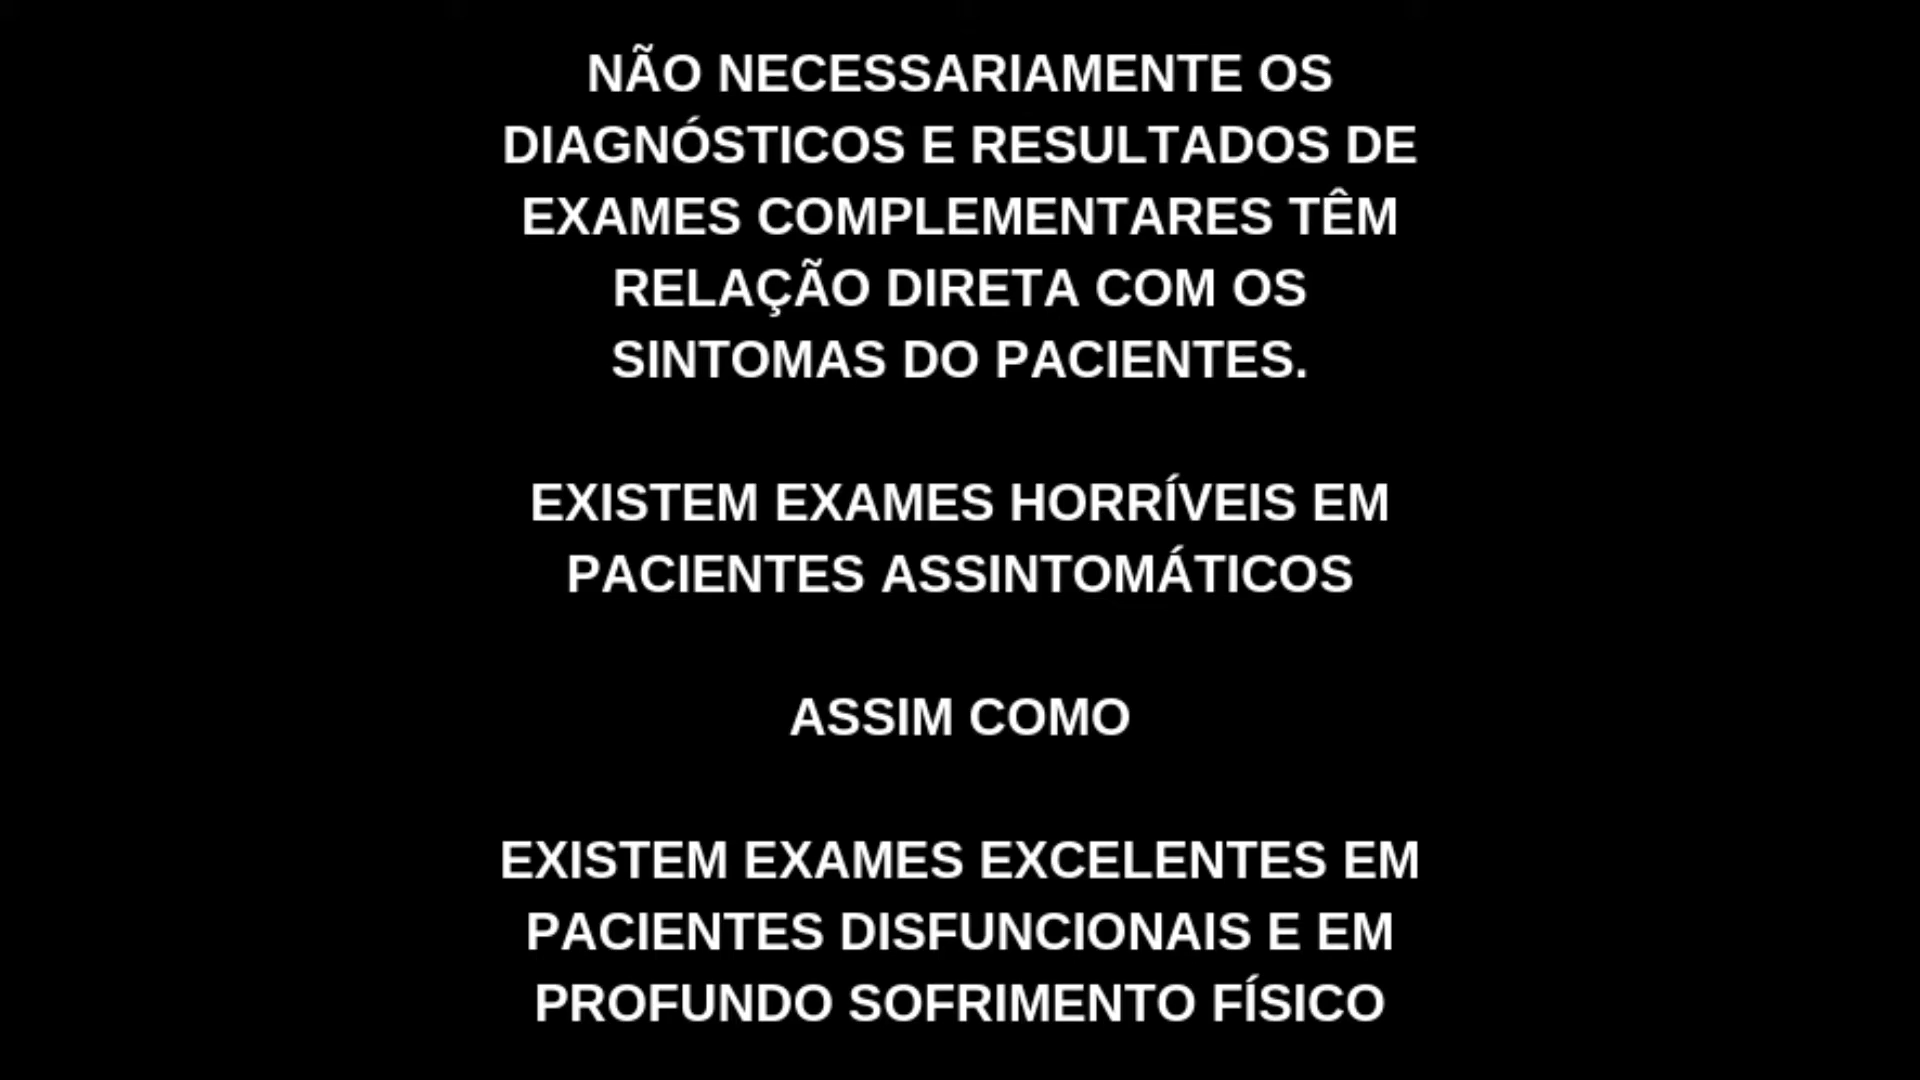 NÃO NECESSARIAMENTE OS
DIAGNÓSTICOS E RESULTADOS DE
EXAMES COMPLEMENTARES TÊM
RELAÇÃO DIRETA COM OS
SINTOMAS DO PACIENTES.
EXISTEM EXAMES HORRÍVEIS EM
PACIENTES ASSINTOMÁTICOS
ASSIM COMO
EXISTEM EXAMES EXCELENTES EM
PACIENTES DISFUNCIONAIS E EM
PROFUNDO SOFRIMENTO FÍSICO